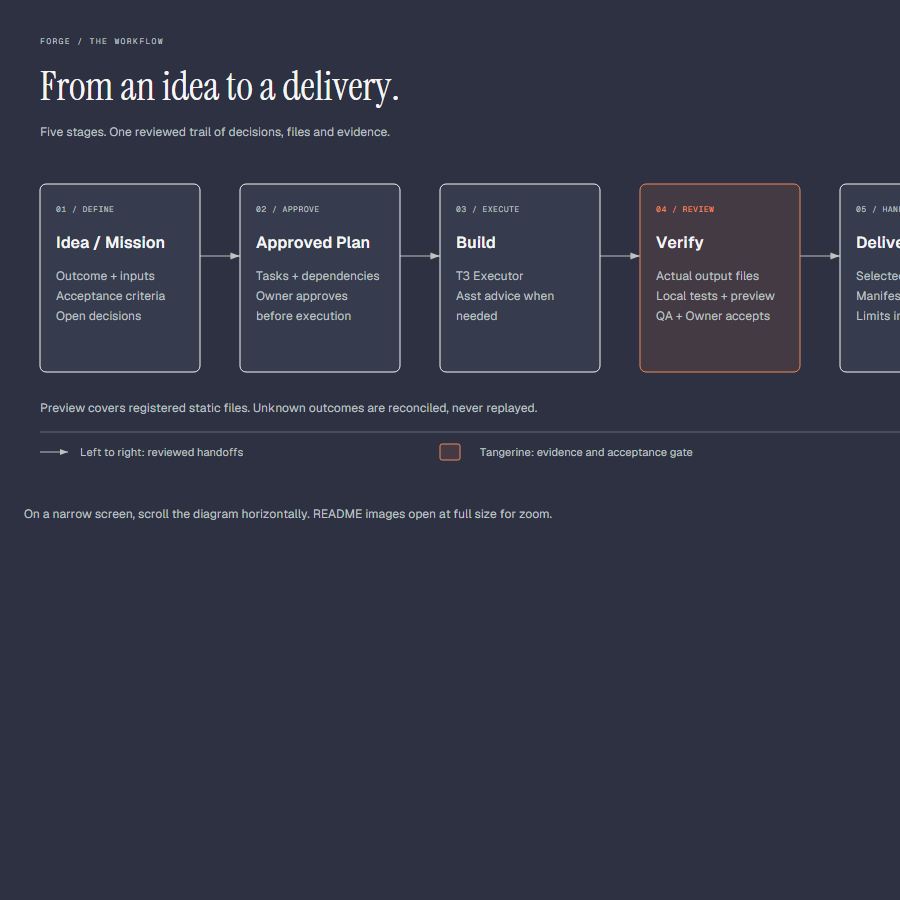 FORGE / THE WORKFLOW
From an idea to a delivery.
Five stages. One reviewed trail of decisions, files and evidence.
01 / DEFINE
Idea / Mission
Outcome + inputs
Acceptance criteria
Open decisions
02 / APPROVE
Approved Plan
Tasks + dependencies
Owner approves
before execution
03 / EXECUTE
Build
T3 Executor
Asst advice when
needed
04 / REVIEW
Verify
Actual output files
Local tests + preview
QA + Owner accepts
05 /
Limits
Preview covers registered static files. Unknown outcomes are reconciled, never replayed.
Left to right: reviewed handoffs
Tangerine: evidence and acceptance gate
On a narrow screen, scroll the diagram horizontally. README images open at full size for zoom.